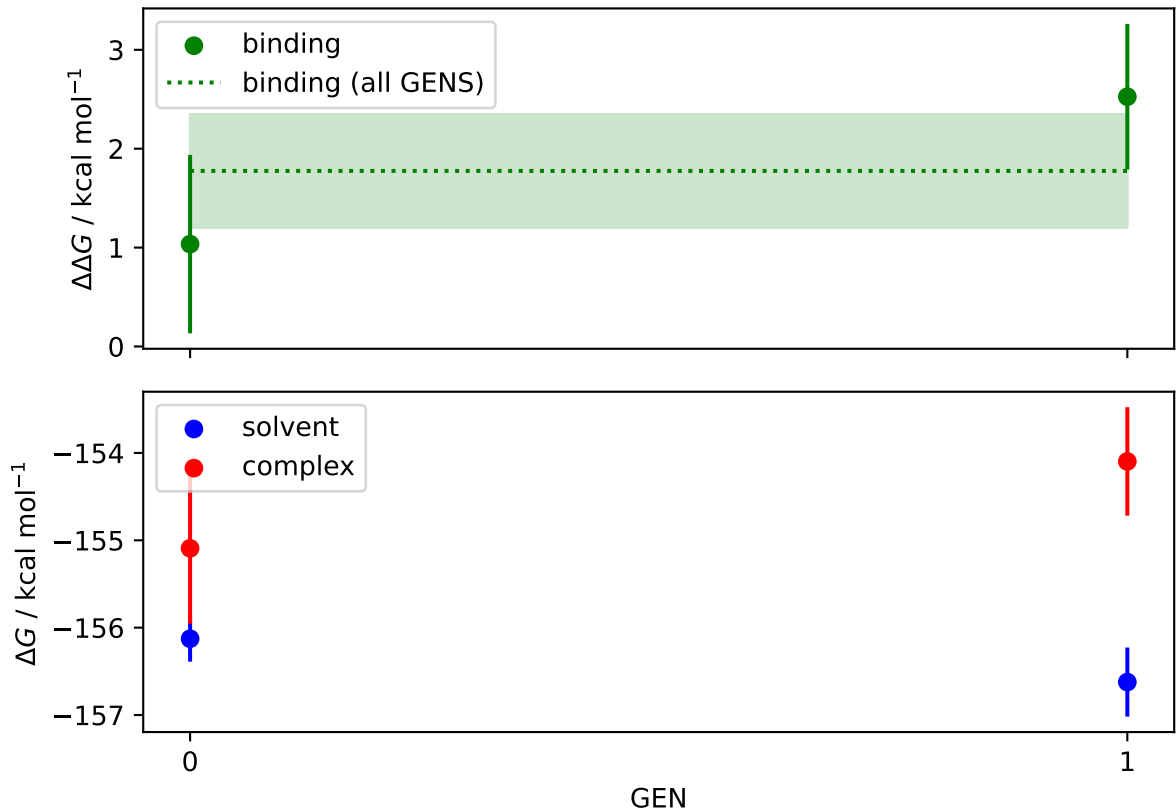 3
2
1
0
ΔΔG / kcal mol⁻¹
binding
binding (all GENS)
−154
−155
−156
−157
ΔG / kcal mol⁻¹
solvent
complex
0
1
GEN